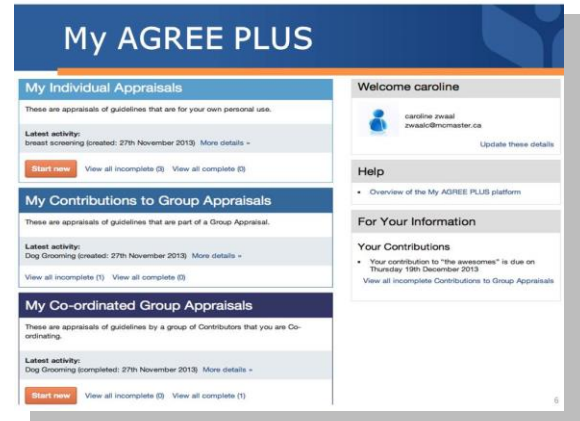 My AGREE PLUS
My Individual Appraisals
These are appraisals of guidelines that are for your own personal use.
Latest activity:
breast screening (created: 27th November 2013) More details »
Start new View all incomplete (3) View all complete (0)
My Contributions to Group Appraisals
These are appraisals of guidelines that are part of a Group Appraisal.
Latest activity:
Dog Grooming (created: 27th November 2013) More details »
View all incomplete (1) View all complete (0)
My Co-ordinated Group Appraisals
These are appraisals of guidelines by a group of Contributors that you are Co-
ordinating.
Latest activity:
Dog Grooming (completed: 27th November 2013) More details »
Start new View all incomplete (0) View all complete (1)
Welcome caroline
caroline zwaal
zwaalc@mcmaster.ca
Update these details
Help
• Overview of the My AGREE PLUS platform
For Your Information
Your Contributions
• Your contribution to "the awesomes" is due on
Thursday 19th December 2013
View all incomplete Contributions to Group Appraisals
6